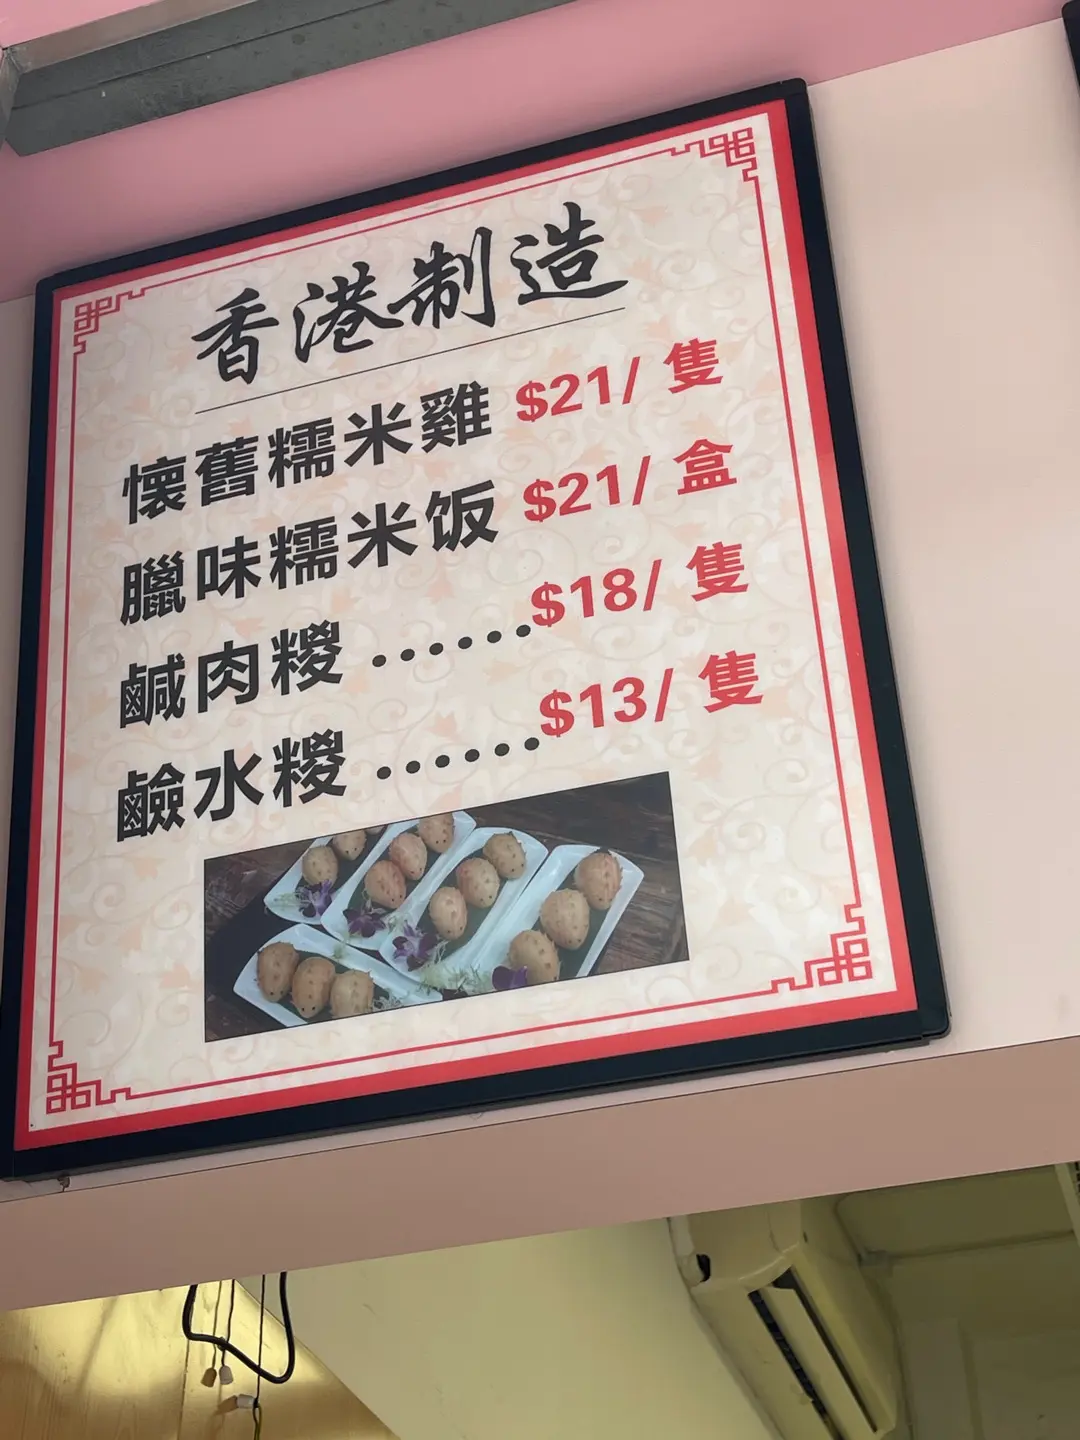 香港制造
懷舊糯米雞 $21/ 隻
臘味糯米饭 $21/ 盒
鹹肉糭 ......$18/ 隻
鹼水糭 ......$13/ 隻